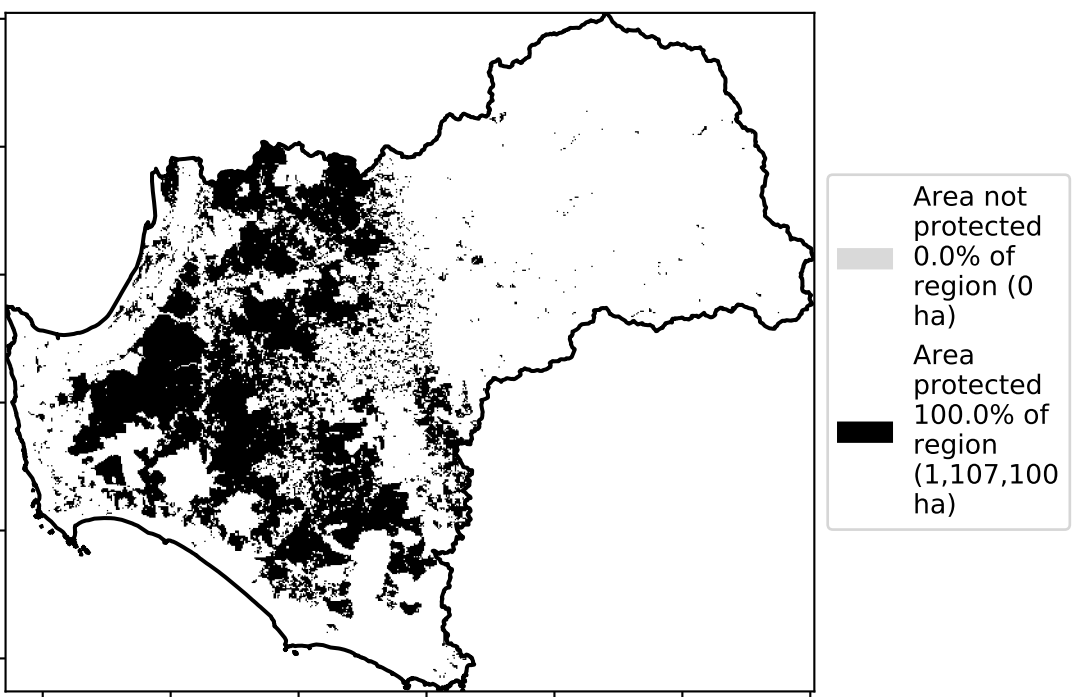 Area not
protected
0.0% of
region (0
ha)
Area
protected
100.0% of
region
(1,107,100
ha)